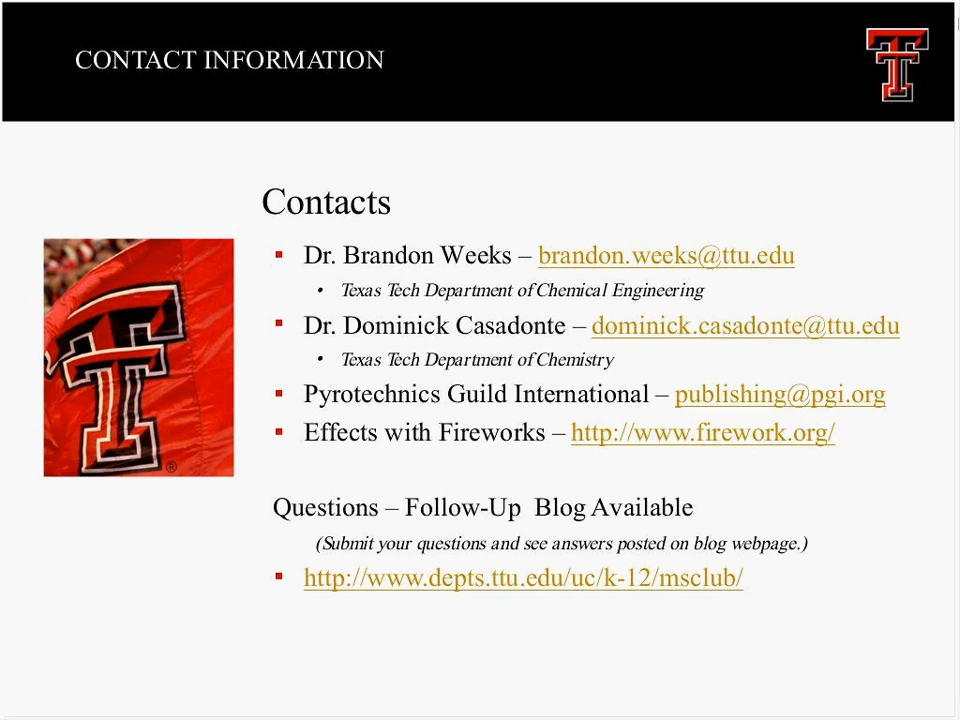 CONTACT INFORMATION
Contacts
▪ Dr. Brandon Weeks – brandon.weeks@ttu.edu
• Texas Tech Department of Chemical Engineering
▪ Dr. Dominick Casadonte – dominick.casadonte@ttu.edu
• Texas Tech Department of Chemistry
▪ Pyrotechnics Guild International – publishing@pgi.org
▪ Effects with Fireworks – http://www.firework.org/
Questions – Follow-Up  Blog Available
(Submit your questions and see answers posted on blog webpage.)
▪ http://www.depts.ttu.edu/uc/k-12/msclub/